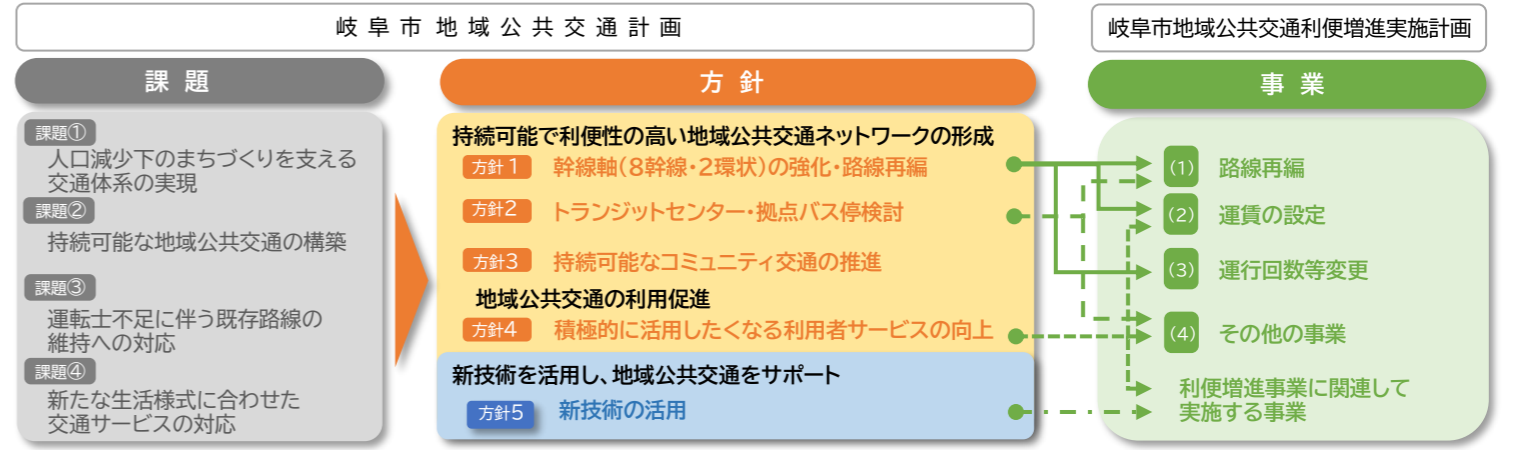 岐阜市地域公共交通計画
岐阜市地域公共交通利便増進実施計画
課題
方針
事業
課題①
人口減少下のまちづくりを支える
交通体系の実現
課題②
持続可能な地域公共交通の構築
課題③
運転士不足に伴う既存路線の
維持への対応
課題④
新たな生活様式に合わせた
交通サービスの対応
持続可能で利便性の高い地域公共交通ネットワークの形成
方針1 幹線軸(8幹線・2環状)の強化・路線再編
方針2 トランジットセンター・拠点バス停検討
方針3 持続可能なコミュニティ交通の推進
地域公共交通の利用促進
方針4 積極的に活用したくなる利用者サービスの向上
新技術を活用し、地域公共交通をサポート
方針5 新技術の活用
(1) 路線再編
(2) 運賃の設定
(3) 運行回数等変更
(4) その他の事業
利便増進事業に関連して
実施する事業